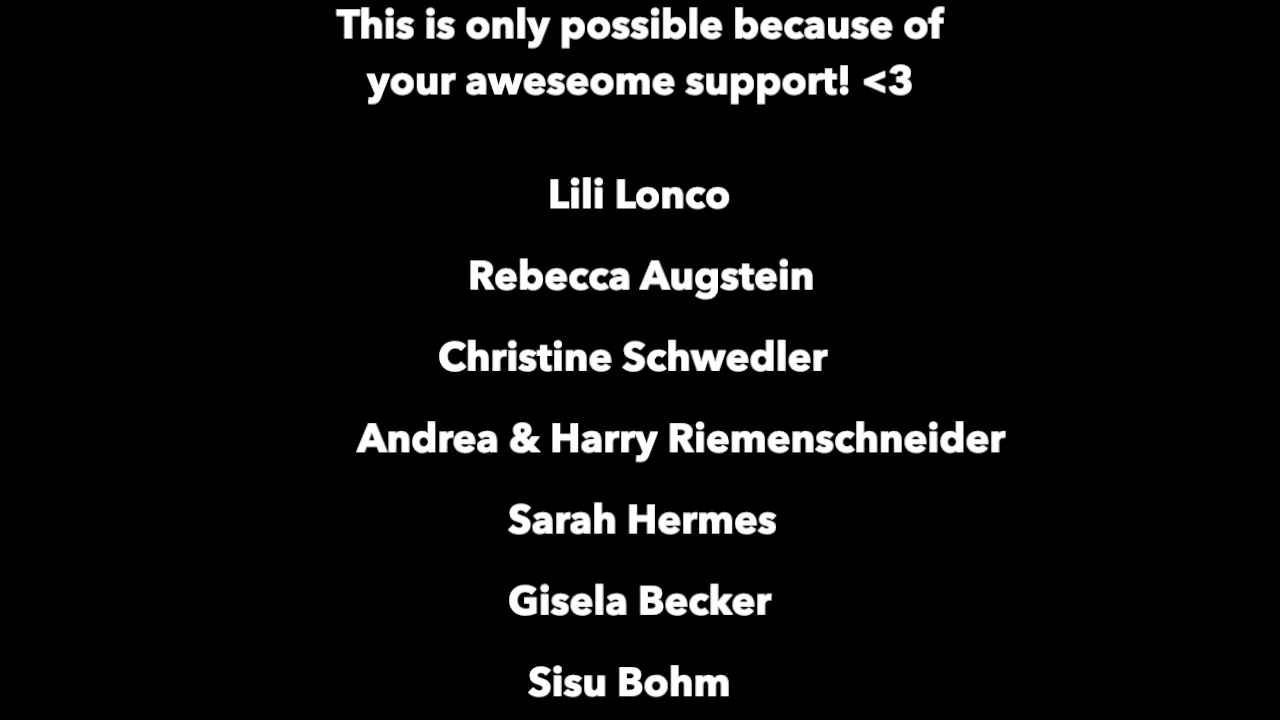 This is only possible because of
your aweseome support! <3
Lili Lonco
Rebecca Augstein
Christine Schwedler
Andrea & Harry Riemenschneider
Sarah Hermes
Gisela Becker
Sisu Bohm